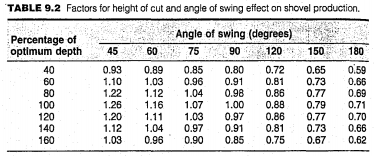 TABLE 9.2 Factors for height of cut and angle of swing effect on shovel production.
Angle of swing (degrees)
Percentage of optimum depth 45 60 75 90 120 150 180
40 0.93 0.89 0.85 0.80 0.72 0.65 0.59
60 1.10 1.03 0.96 0.91 0.81 0.73 0.66
80 1.22 1.12 1.04 0.98 0.86 0.77 0.69
100 1.26 1.16 1.07 1.00 0.88 0.79 0.71
120 1.20 1.11 1.03 0.97 0.86 0.77 0.70
140 1.12 1.04 0.97 0.91 0.81 0.73 0.66
160 1.03 0.96 0.90 0.85 0.75 0.67 0.62